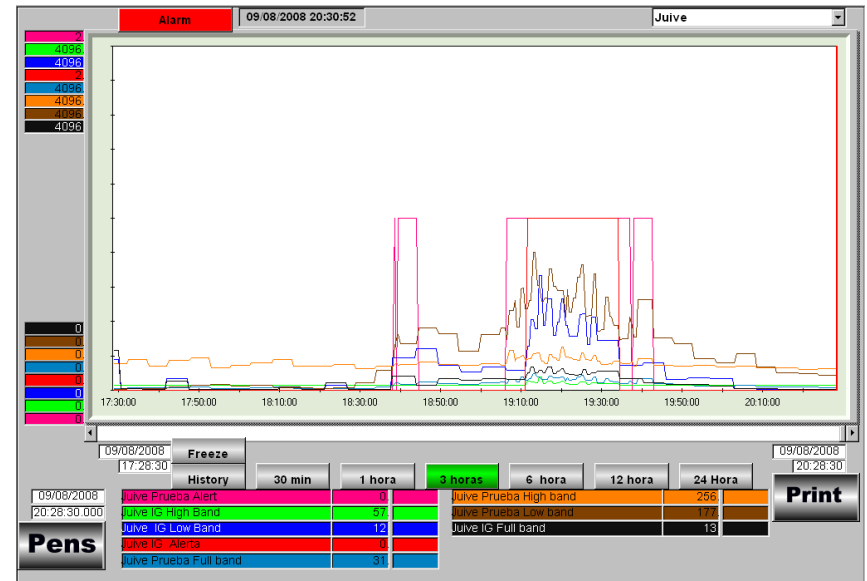 Alarm 09/08/2008 20:30:52 Juive
2
4096
4096
2
4096
4096
4096
4096
0
0
0
0
0
0
0
0
17:30:00 17:50:00 18:10:00 18:30:00 18:50:00 19:10:00 19:30:00 19:50:00 20:10:00
09/08/2008 Freeze 09/08/2008
17:28:30 20:28:30
History 30 min 1 hora 3 horas 6 hora 12 hora 24 Hora
09/08/2008 Juive Prueba Alert 0. Juive Prueba High band 256. Print
20:28:30.000 Juive IG High Band 57. Juive Prueba Low band 177.
Juive IG Low Band 12 Juive IG Full band 13
Pens Juive IG Alerta 0.
Juive Prueba Full band 31.